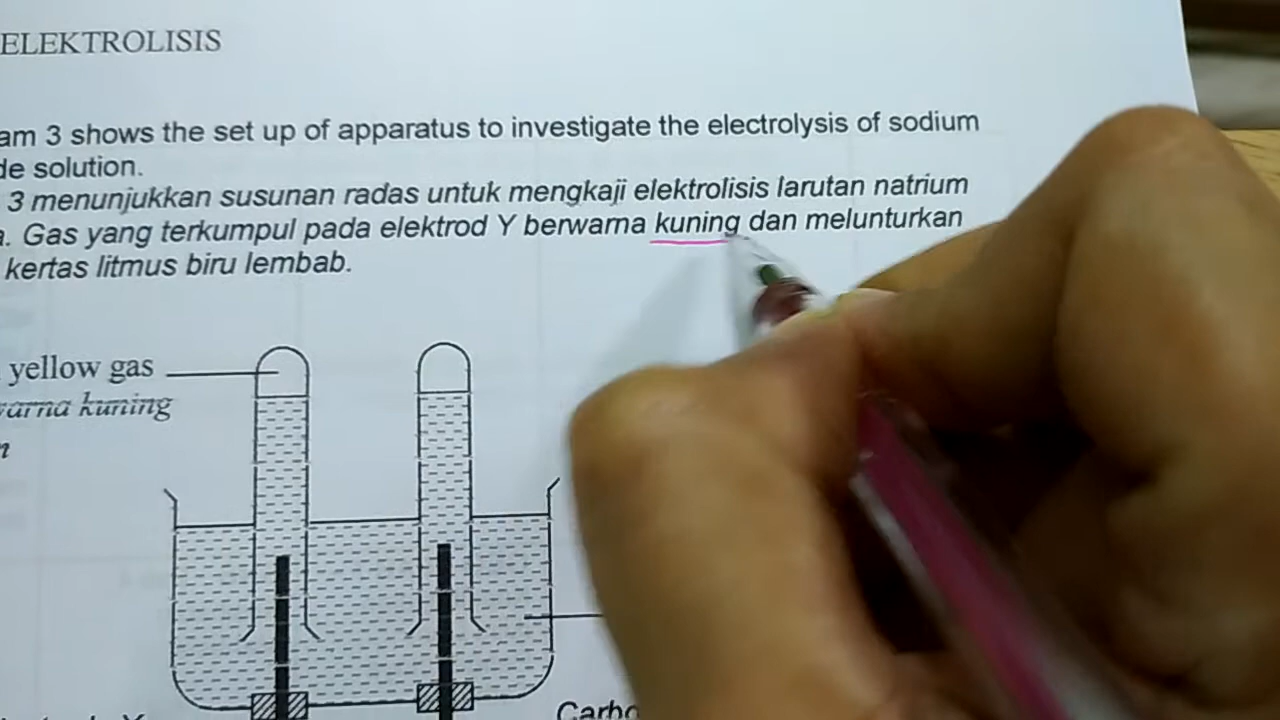 ELEKTROLISIS
am 3 shows the set up of apparatus to investigate the electrolysis of sodium
de solution.
3 menunjukkan susunan radas untuk mengkaji elektrolisis larutan natrium
a. Gas yang terkumpul pada elektrod Y berwarna kuning dan melunturkan
kertas litmus biru lembab.
yellow gas
warna kuning
n
Carbo